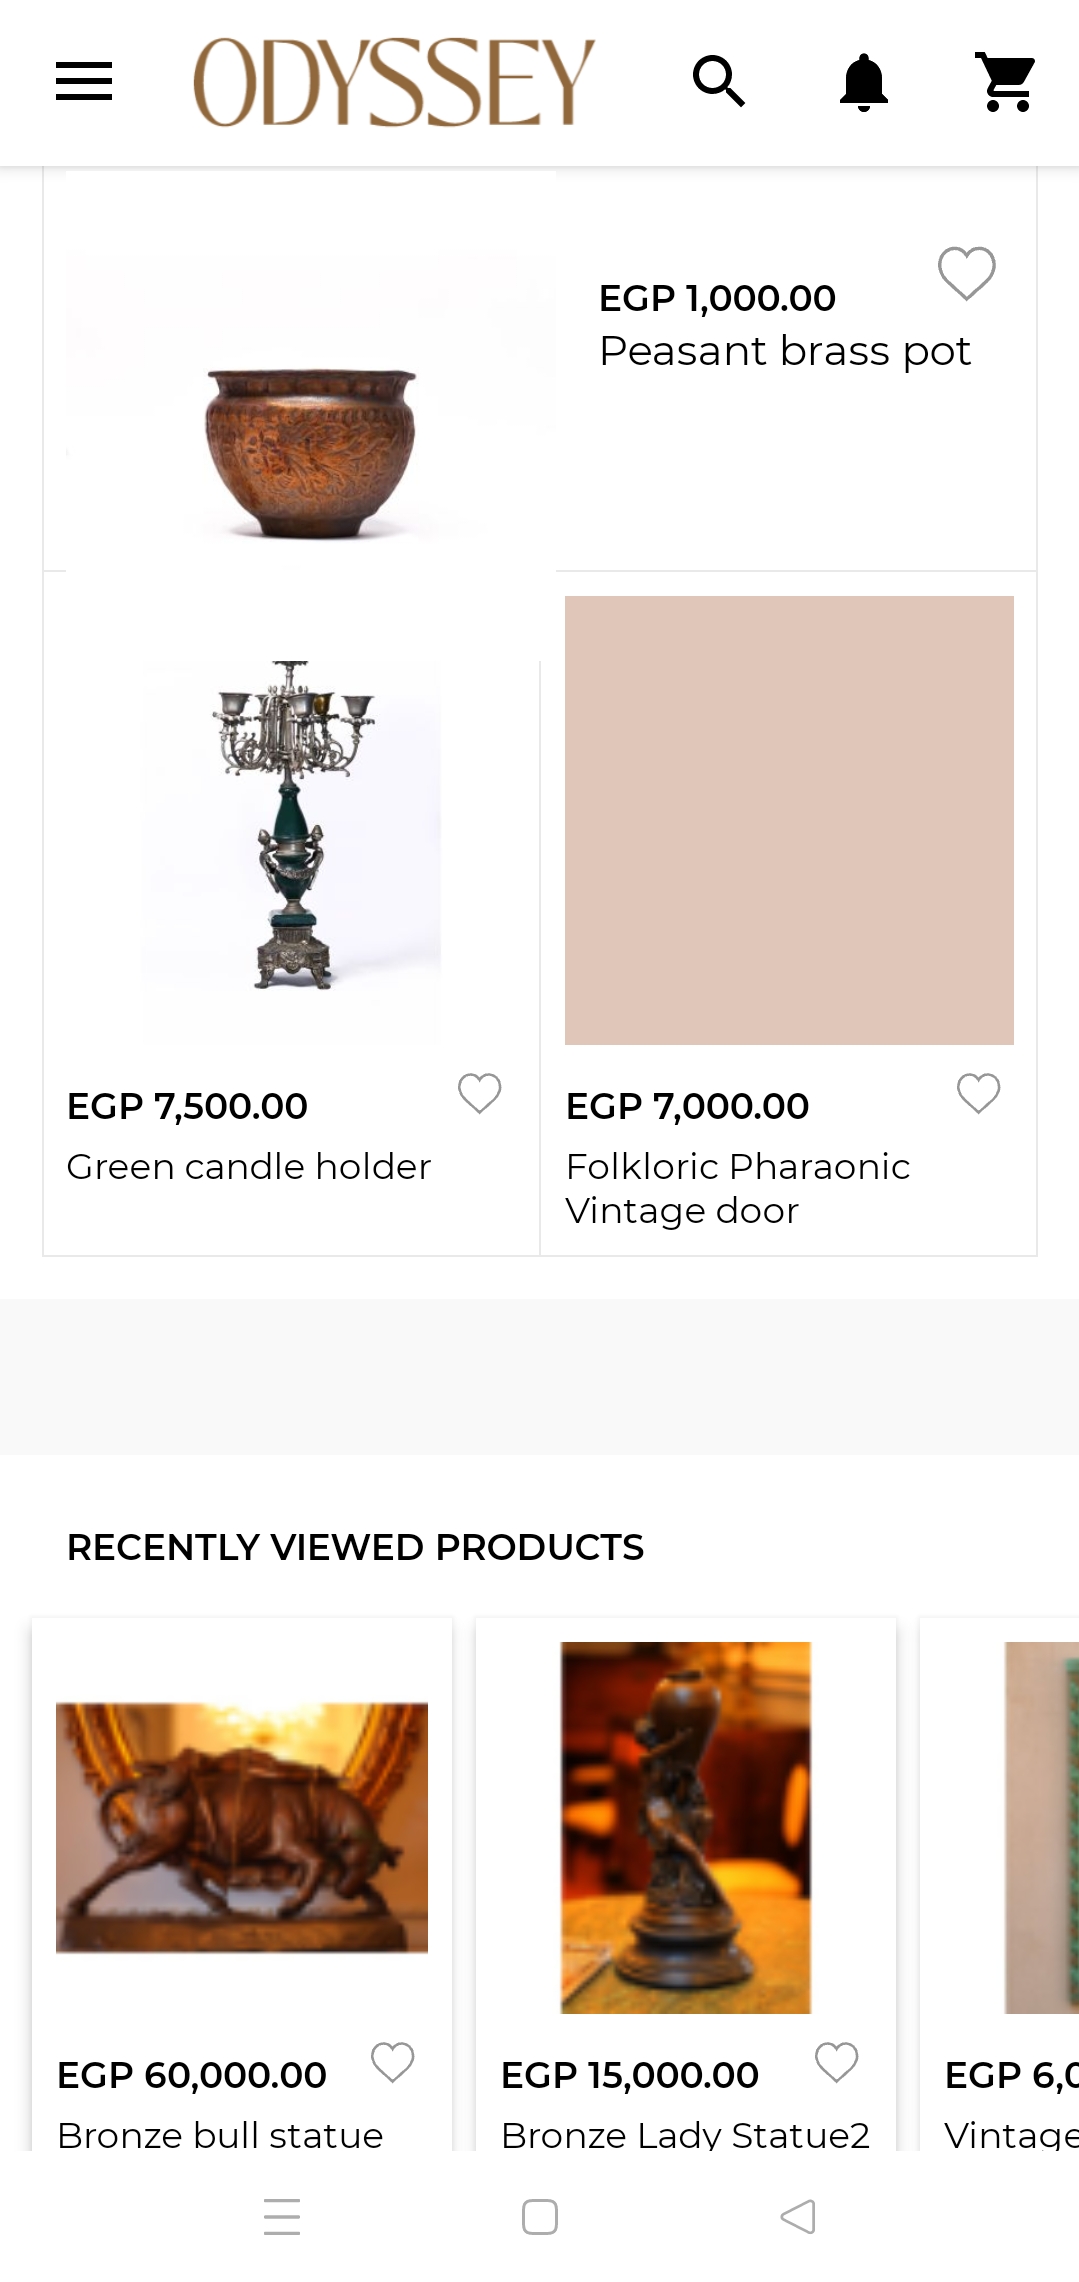 ODYSSEY
EGP 1,000.00
Peasant brass pot
EGP 7,500.00
Green candle holder
EGP 7,000.00
Folkloric Pharaonic
Vintage door
RECENTLY VIEWED PRODUCTS
EGP 60,000.00
Bronze bull statue
EGP 15,000.00
Bronze Lady Statue2
EGP 6,0
Vintage